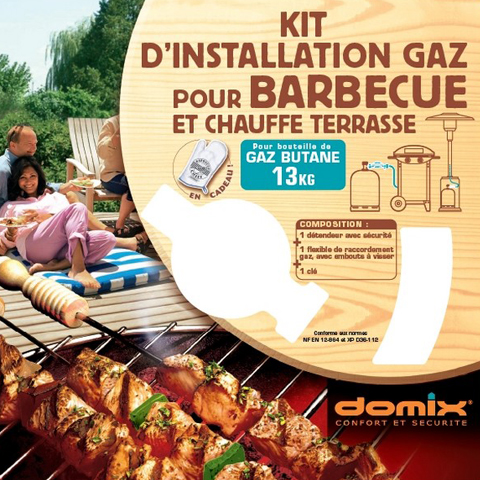 KIT
D'INSTALLATION GAZ
POUR BARBECUE
ET CHAUFFE TERRASSE
Pour bouteille de
GAZ BUTANE
13KG
EN CADEAU !
COMPOSITION :
1 détendeur avec sécurité
+
1 flexible de raccordement
gaz, avec embouts à visser
+
1 clé
Conforme aux normes
NF EN 12-864 et XP D36-112
domix®
CONFORT ET SECURITE